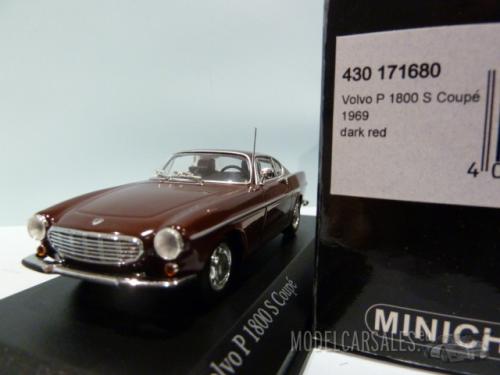 430 171680
Volvo P 1800 S Coupé
1969
dark red
4
MINICH
Volvo P 1800 S Coupé
MODELCARSALES.